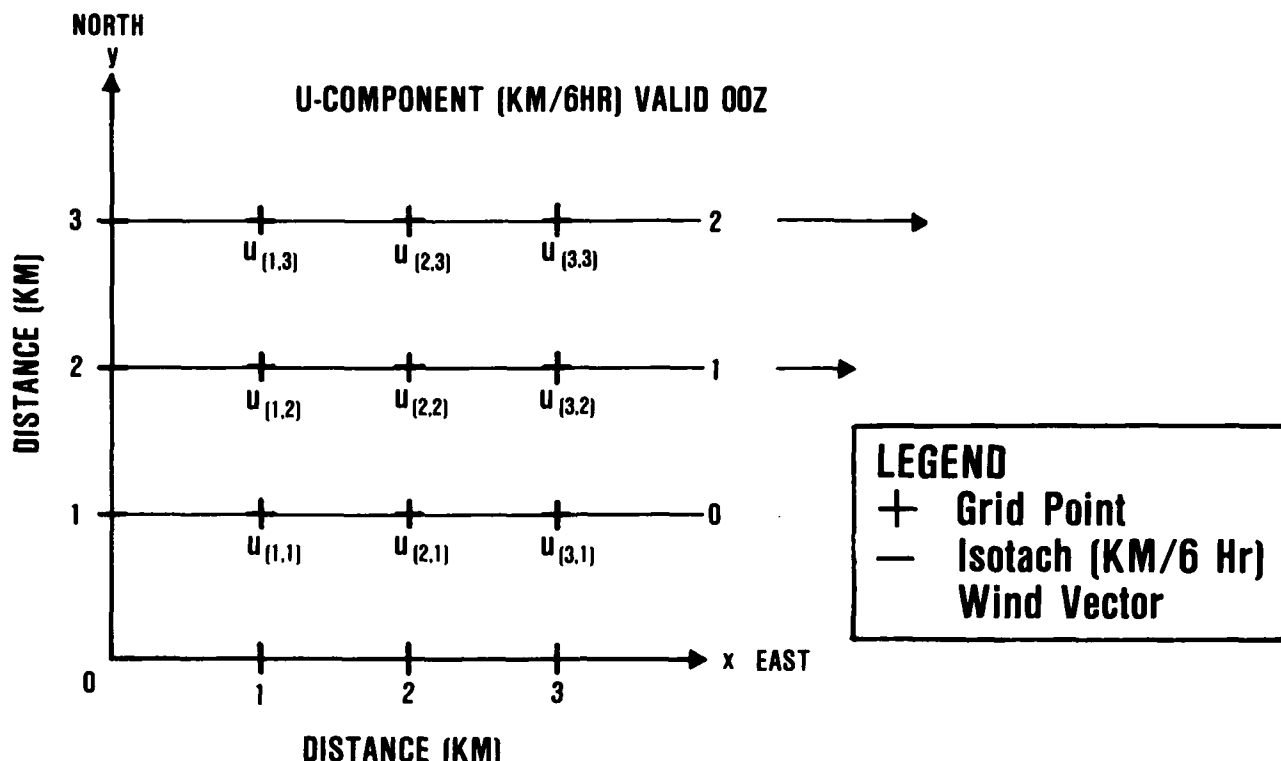 NORTH
y
U-COMPONENT (KM/6HR) VALID 00Z
3
2
u(1,3) u(2,3) u(3,3)
DISTANCE (KM)
2
1
u(1,2) u(2,2) u(3,2)
LEGEND
+ Grid Point
— Isotach (KM/6 Hr)
Wind Vector
1
0
u(1,1) u(2,1) u(3,1)
x EAST
0
1 2 3
DISTANCE (KM)